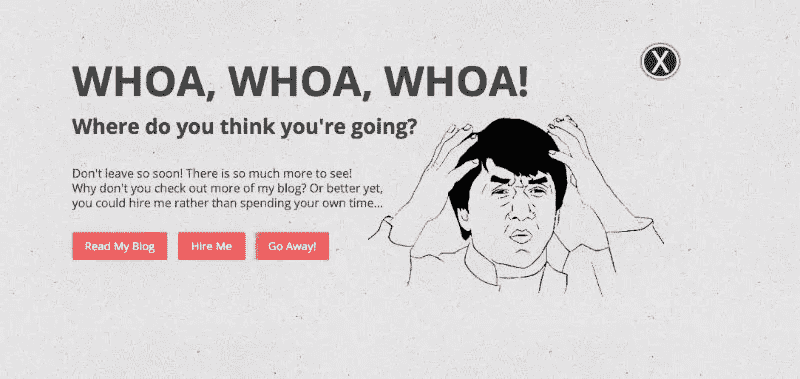 WHOA, WHOA, WHOA!
X
Where do you think you're going?
Don't leave so soon! There is so much more to see!
Why don't you check out more of my blog? Or better yet,
you could hire me rather than spending your own time...
Read My Blog
Hire Me
Go Away!